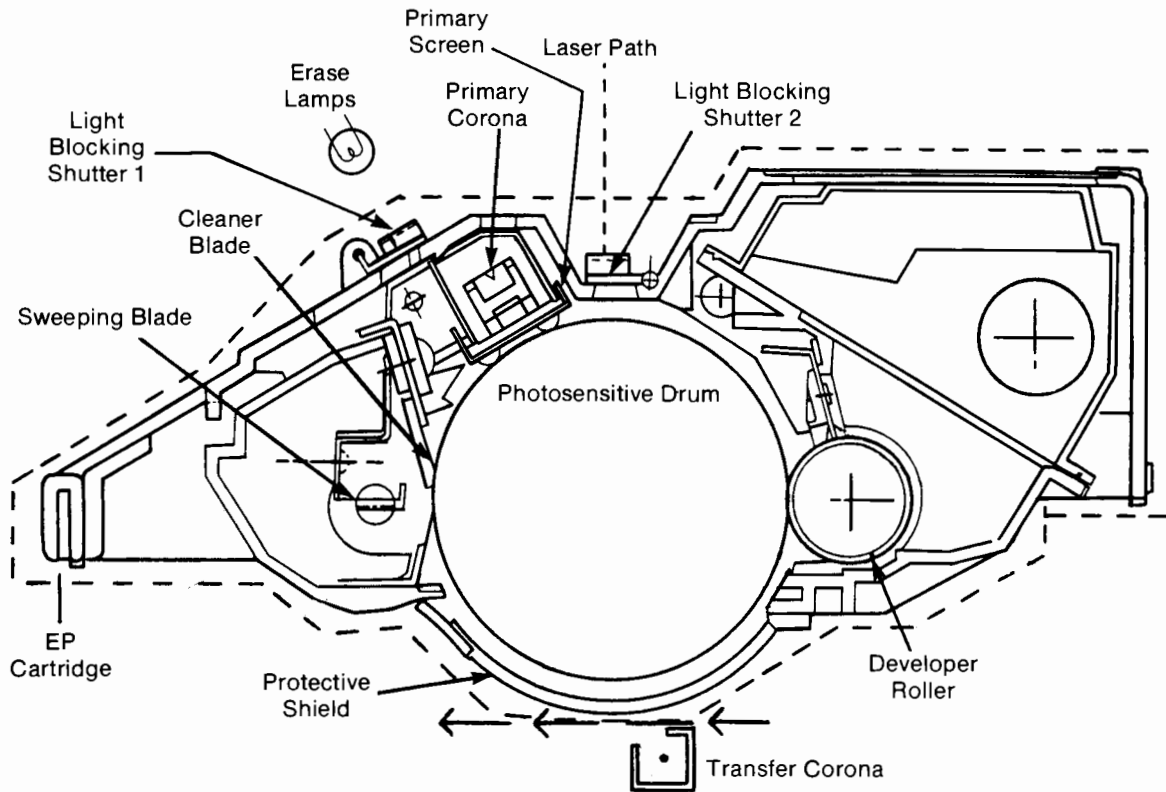 Primary
Screen
Laser Path
Erase
Lamps
Primary
Corona
Light Blocking
Shutter 2
Light
Blocking
Shutter 1
Cleaner
Blade
Sweeping Blade
Photosensitive Drum
EP
Cartridge
Protective
Shield
Developer
Roller
Transfer Corona